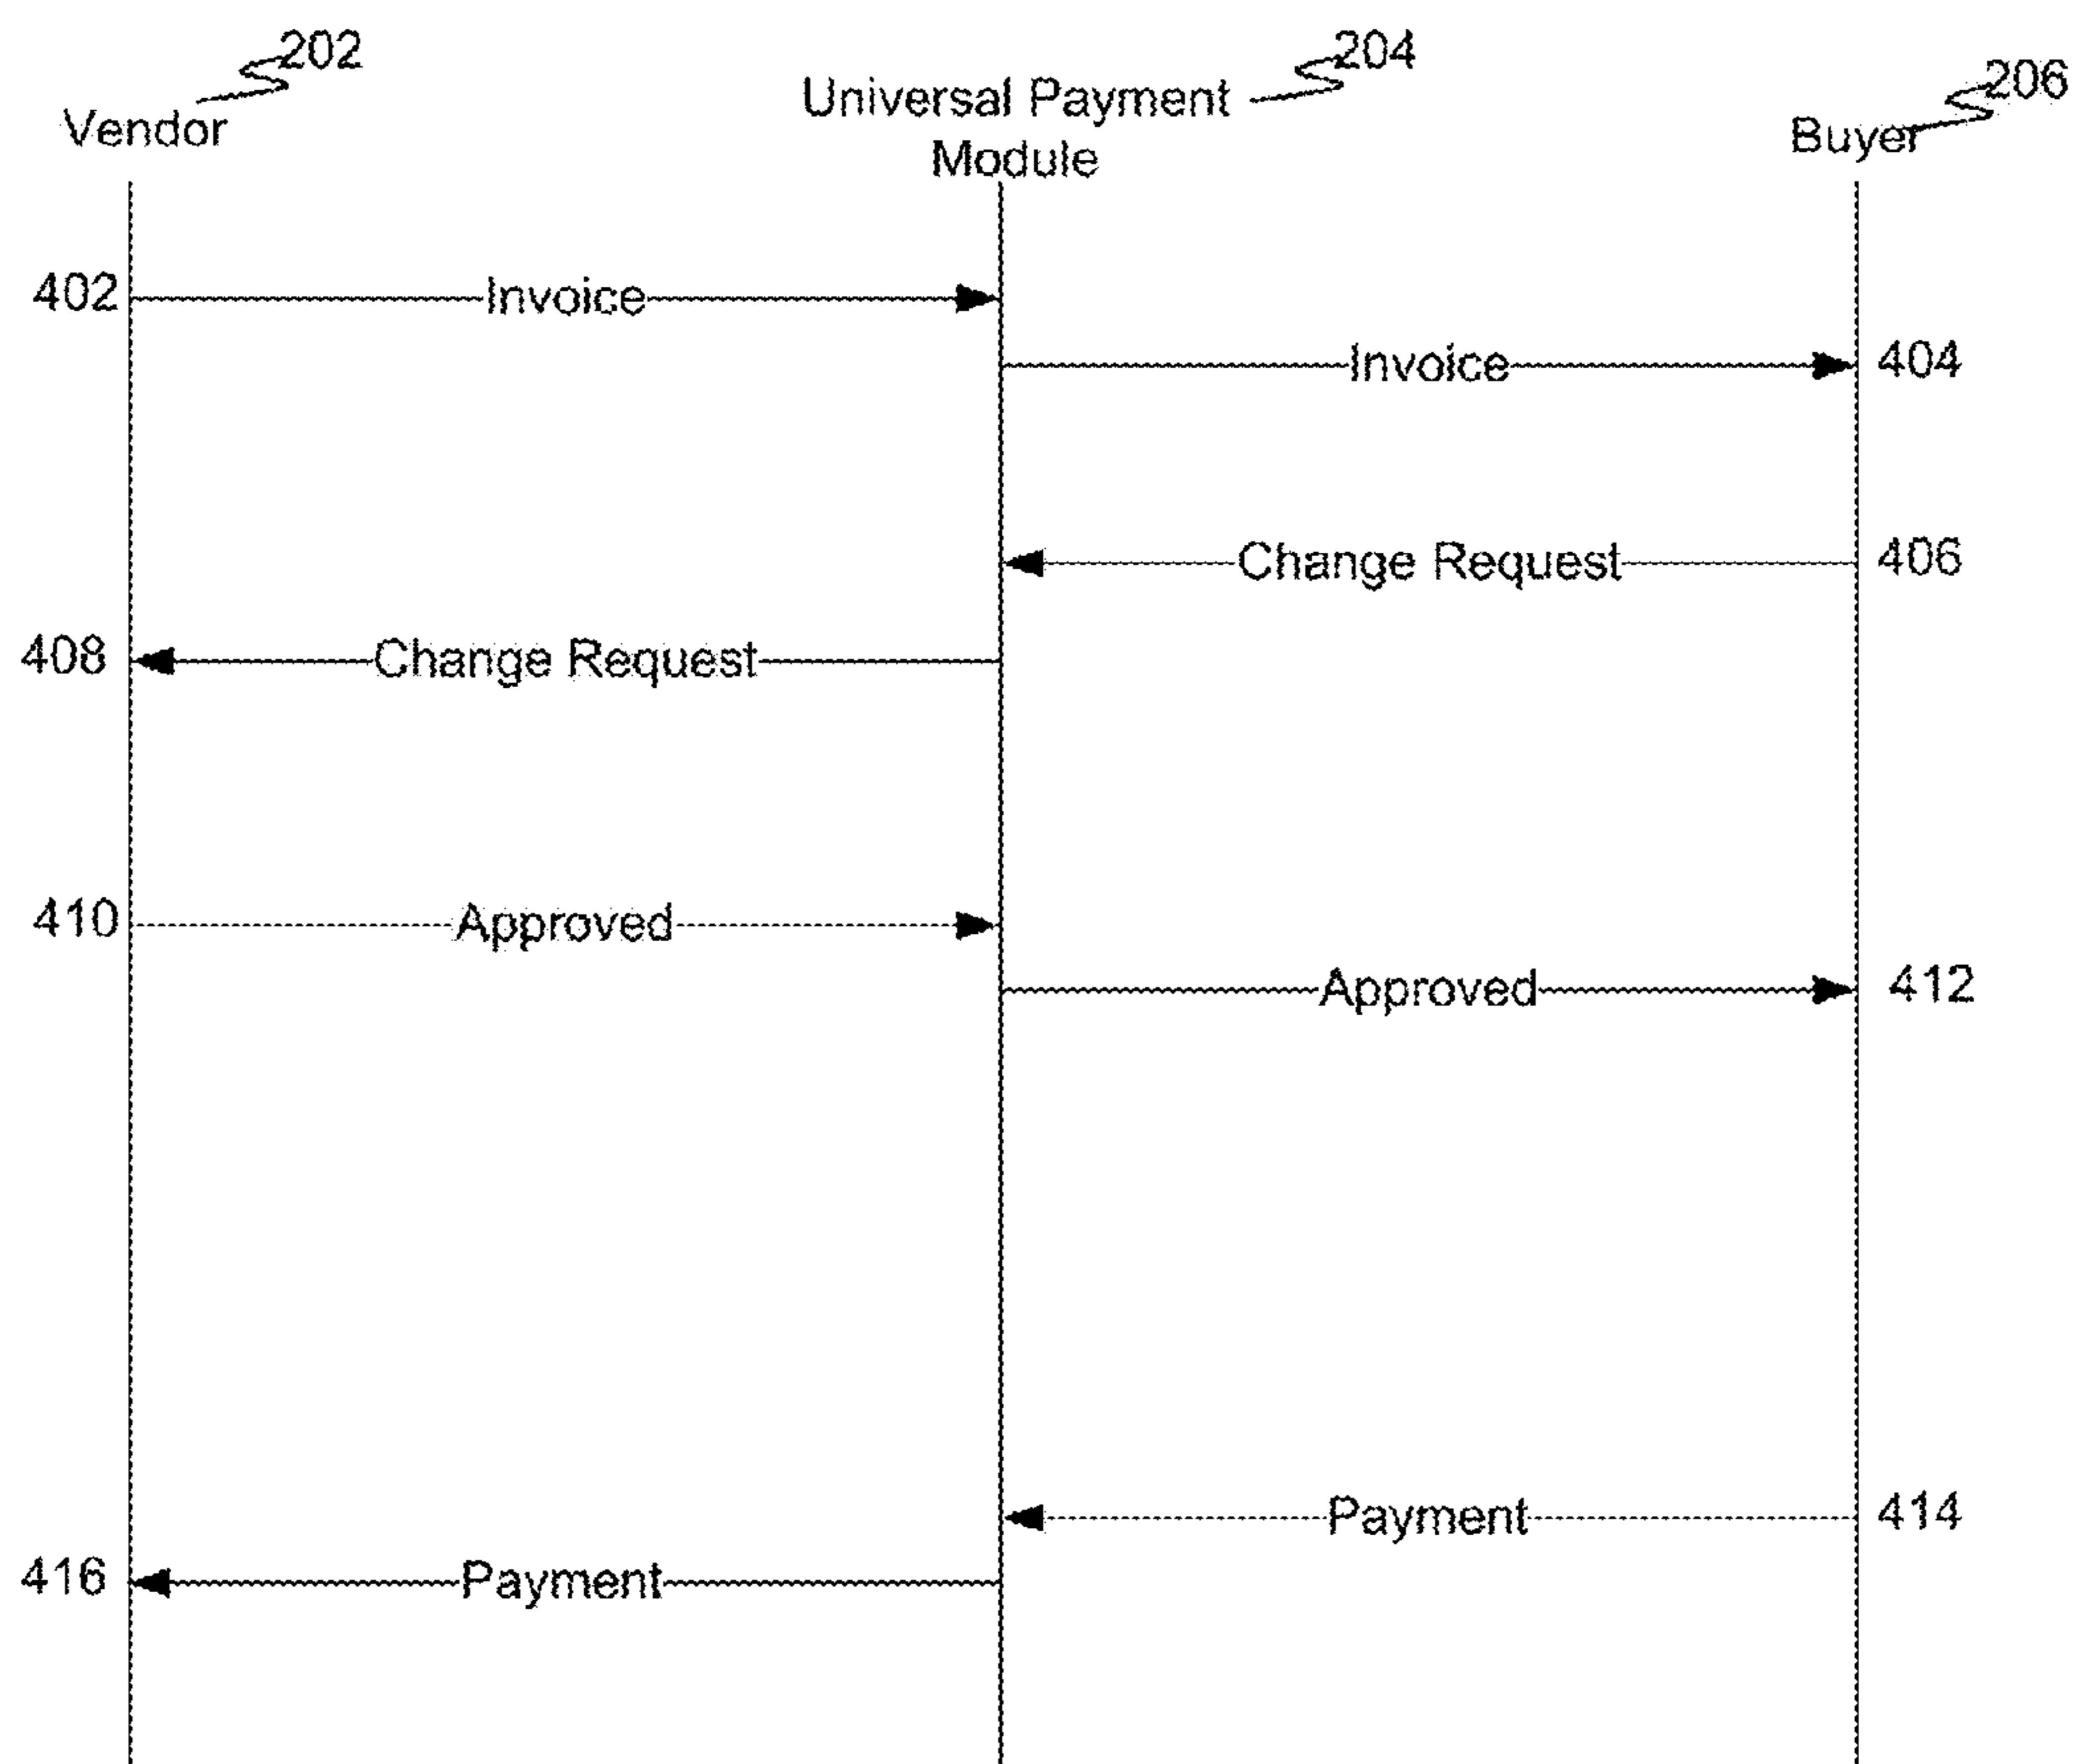 202
204
206
Vendor
Universal Payment
Module
Buyer
402
Invoice
Invoice
404
Change Request
406
408
Change Request
410
Approved
Approved
412
Payment
414
416
Payment